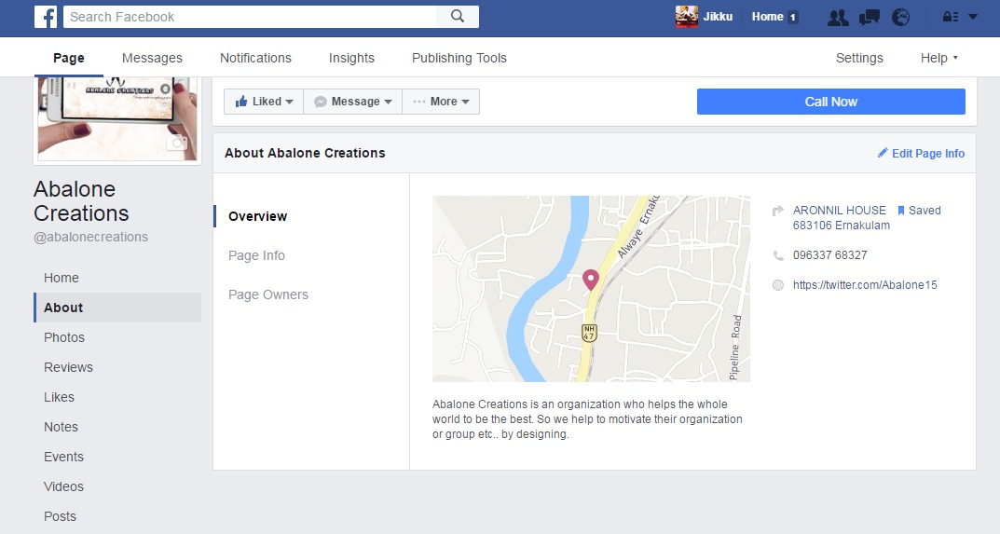 Search Facebook
Jikku
Home 1
Page
Messages
Notifications
Insights
Publishing Tools
Settings
Help
ABALONE CREATIONS
Liked
Message
More
Call Now
Abalone
Creations
@abalonecreations
Home
About
Photos
Reviews
Likes
Notes
Events
Videos
Posts
About Abalone Creations
Edit Page Info
Overview
Page Info
Page Owners
Alwaye Ernaku
NH
47
Pipeline Road
ARONNIL HOUSE
Saved
683106 Ernakulam
096337 68327
https://twitter.com/Abalone15
Abalone Creations is an organization who helps the whole
world to be the best. So we help to motivate their organization
or group etc.. by designing.